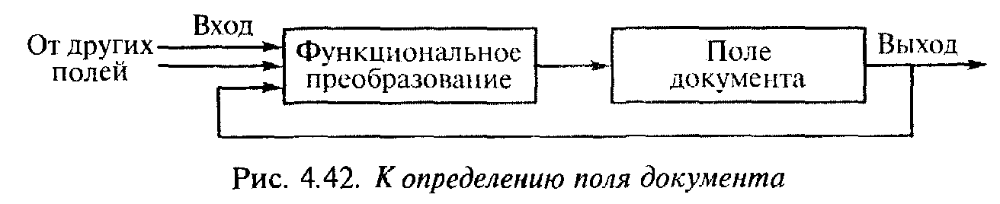 От других
полей
Вход
Функциональное
преобразование
Поле
документа
Выход
Рис. 4.42. К определению поля документа